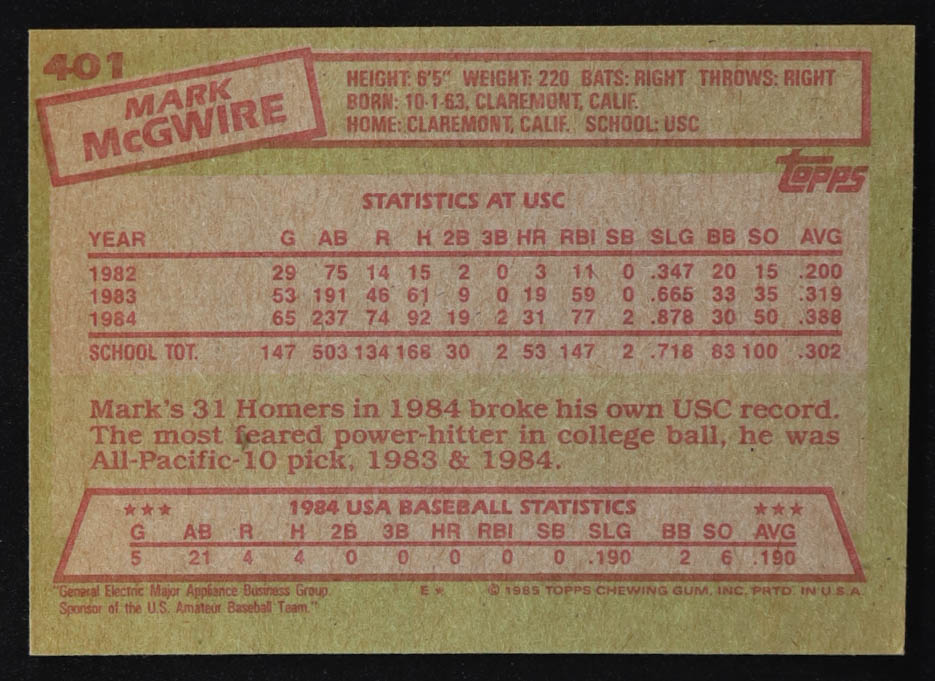 401
MARK
McGWIRE
HEIGHT: 6'5" WEIGHT: 220 BATS: RIGHT THROWS: RIGHT
BORN: 10-1-63, CLAREMONT, CALIF.
HOME: CLAREMONT, CALIF. SCHOOL: USC
TOPPS
STATISTICS AT USC
YEAR G AB R H 2B 3B HR RBI SB SLG BB SO AVG
1982 29 75 14 15 2 0 3 11 0 .347 20 15 .200
1983 53 191 46 61 9 0 19 59 0 .665 33 35 .319
1984 65 237 74 92 19 2 31 77 2 .878 30 50 .388
SCHOOL TOT. 147 503 134 168 30 2 53 147 2 .718 83 100 .302
Mark's 31 Homers in 1984 broke his own USC record.
The most feared power-hitter in college ball, he was
All-Pacific-10 pick, 1983 & 1984.
★★★ 1984 USA BASEBALL STATISTICS ★★★
G AB R H 2B 3B HR RBI SB SLG BB SO AVG
5 21 4 4 0 0 0 0 0 .190 2 6 .190
"General Electric Major Appliance Business Group. E* © 1985 TOPPS CHEWING GUM, INC. PRTD. IN U.S.A.
Sponsor of the U.S. Amateur Baseball Team."